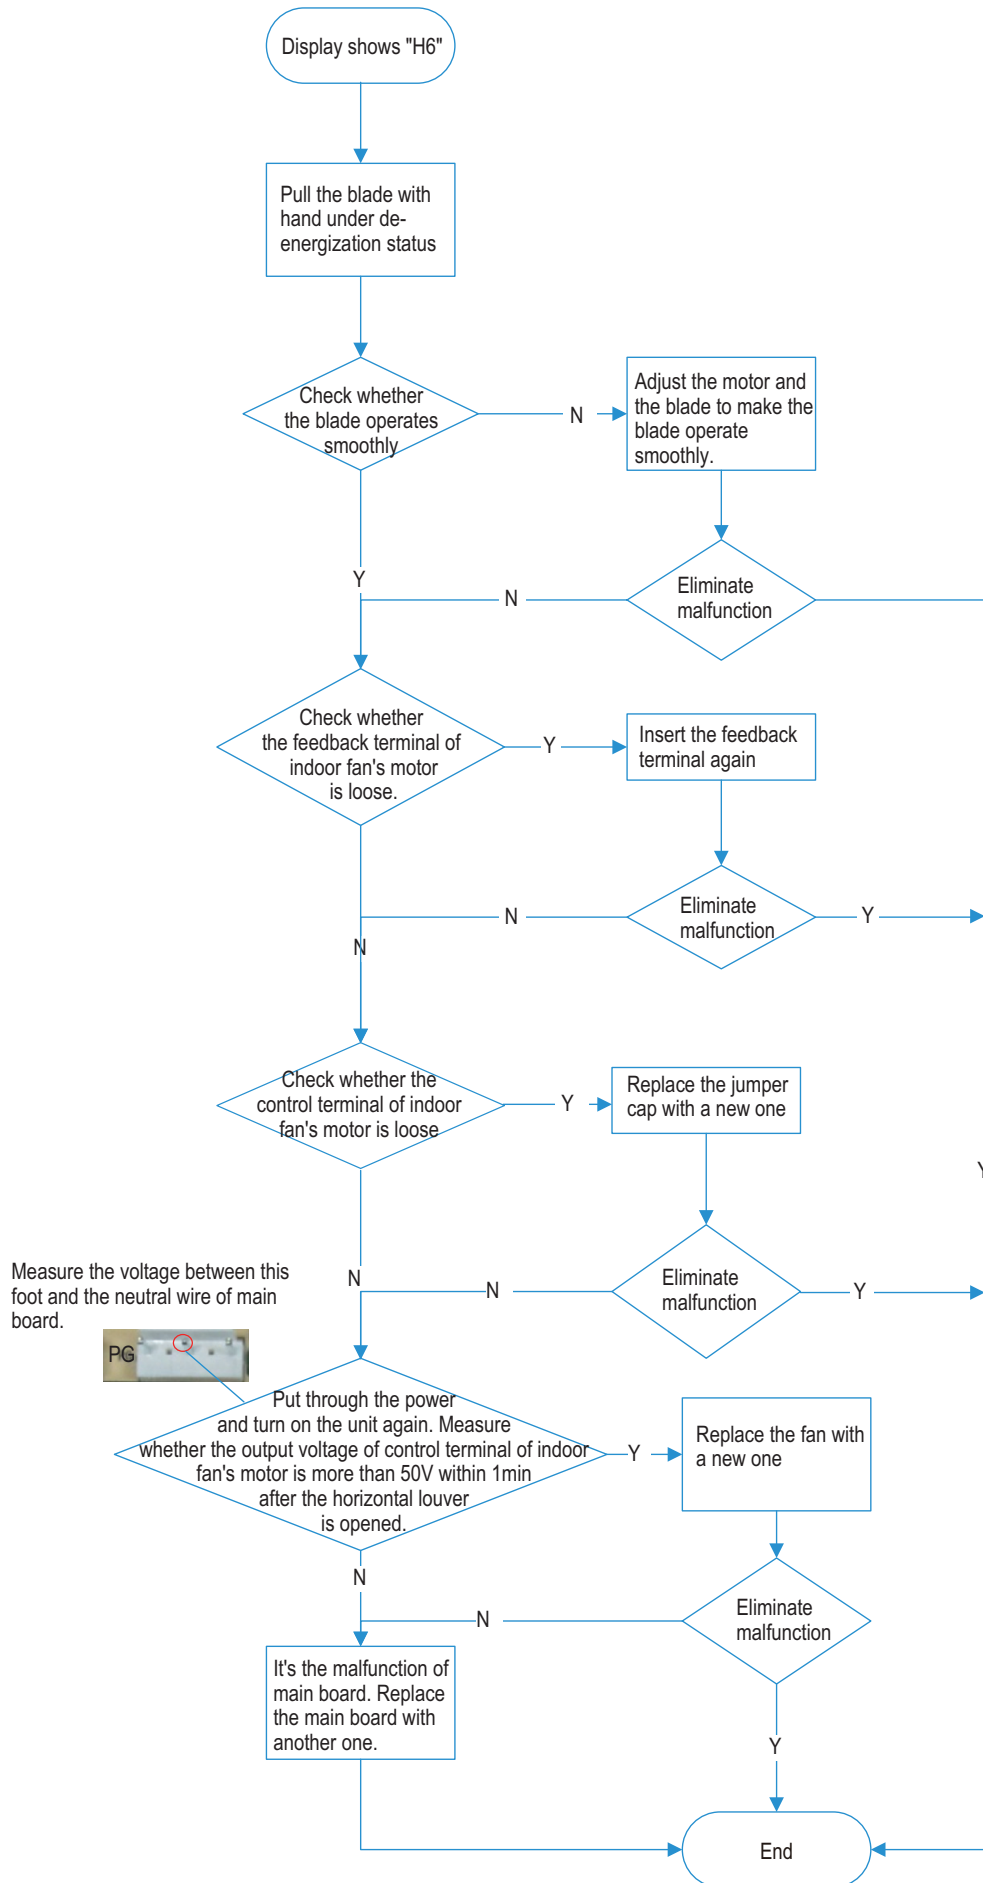 Display shows "H6"
Pull the blade with
hand under de-
energization status
Check whether
the blade operates
smoothly
N
Adjust the motor and
the blade to make the
blade operate
smoothly.
Y
N
Eliminate
malfunction
Check whether
the feedback terminal of
indoor fan's motor
is loose.
Y
Insert the feedback
terminal again
N
Eliminate
malfunction
Y
N
Check whether the
control terminal of indoor
fan's motor is loose
Y
Replace the jumper
cap with a new one
Y
N
N
Eliminate
malfunction
Y
Measure the voltage between this
foot and the neutral wire of main
board.
PG
Put through the power
and turn on the unit again. Measure
whether the output voltage of control terminal of indoor
fan's motor is more than 50V within 1min
after the horizontal louver
is opened.
Y
Replace the fan with
a new one
N
N
Eliminate
malfunction
It's the malfunction of
main board. Replace
the main board with
another one.
Y
End